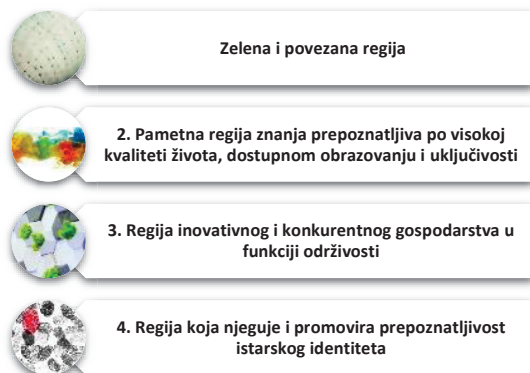 Zelena i povezana regija
2. Pametna regija znanja prepoznatljiva po visokoj
kvaliteti života, dostupnom obrazovanju i uključivosti
3. Regija inovativnog i konkurentnog gospodarstva u
funkciji održivosti
4. Regija koja njeguje i promovira prepoznatljivost
istarskog identiteta